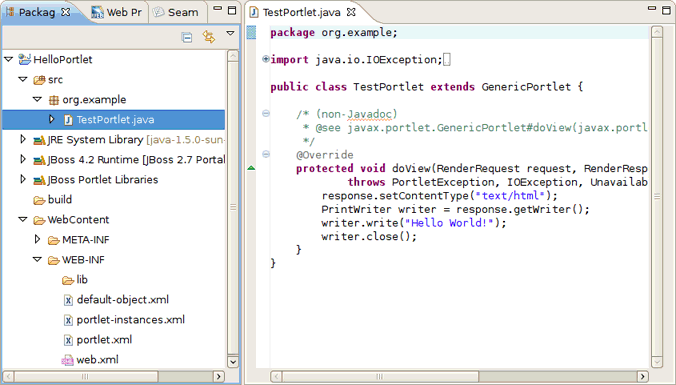 Packag
Web Pr
Seam
HelloPortlet
src
org.example
TestPortlet.java
JRE System Library [java-1.5.0-sun-
JBoss 4.2 Runtime [JBoss 2.7 Portal
JBoss Portlet Libraries
build
WebContent
META-INF
WEB-INF
lib
default-object.xml
portlet-instances.xml
portlet.xml
web.xml
TestPortlet.java
package org.example;
import java.io.IOException;
public class TestPortlet extends GenericPortlet {
/* (non-Javadoc)
* @see javax.portlet.GenericPortlet#doView(javax.portl
*/
@Override
protected void doView(RenderRequest request, RenderResp
throws PortletException, IOException, Unavailab
response.setContentType("text/html");
PrintWriter writer = response.getWriter();
writer.write("Hello World!");
writer.close();
}
}